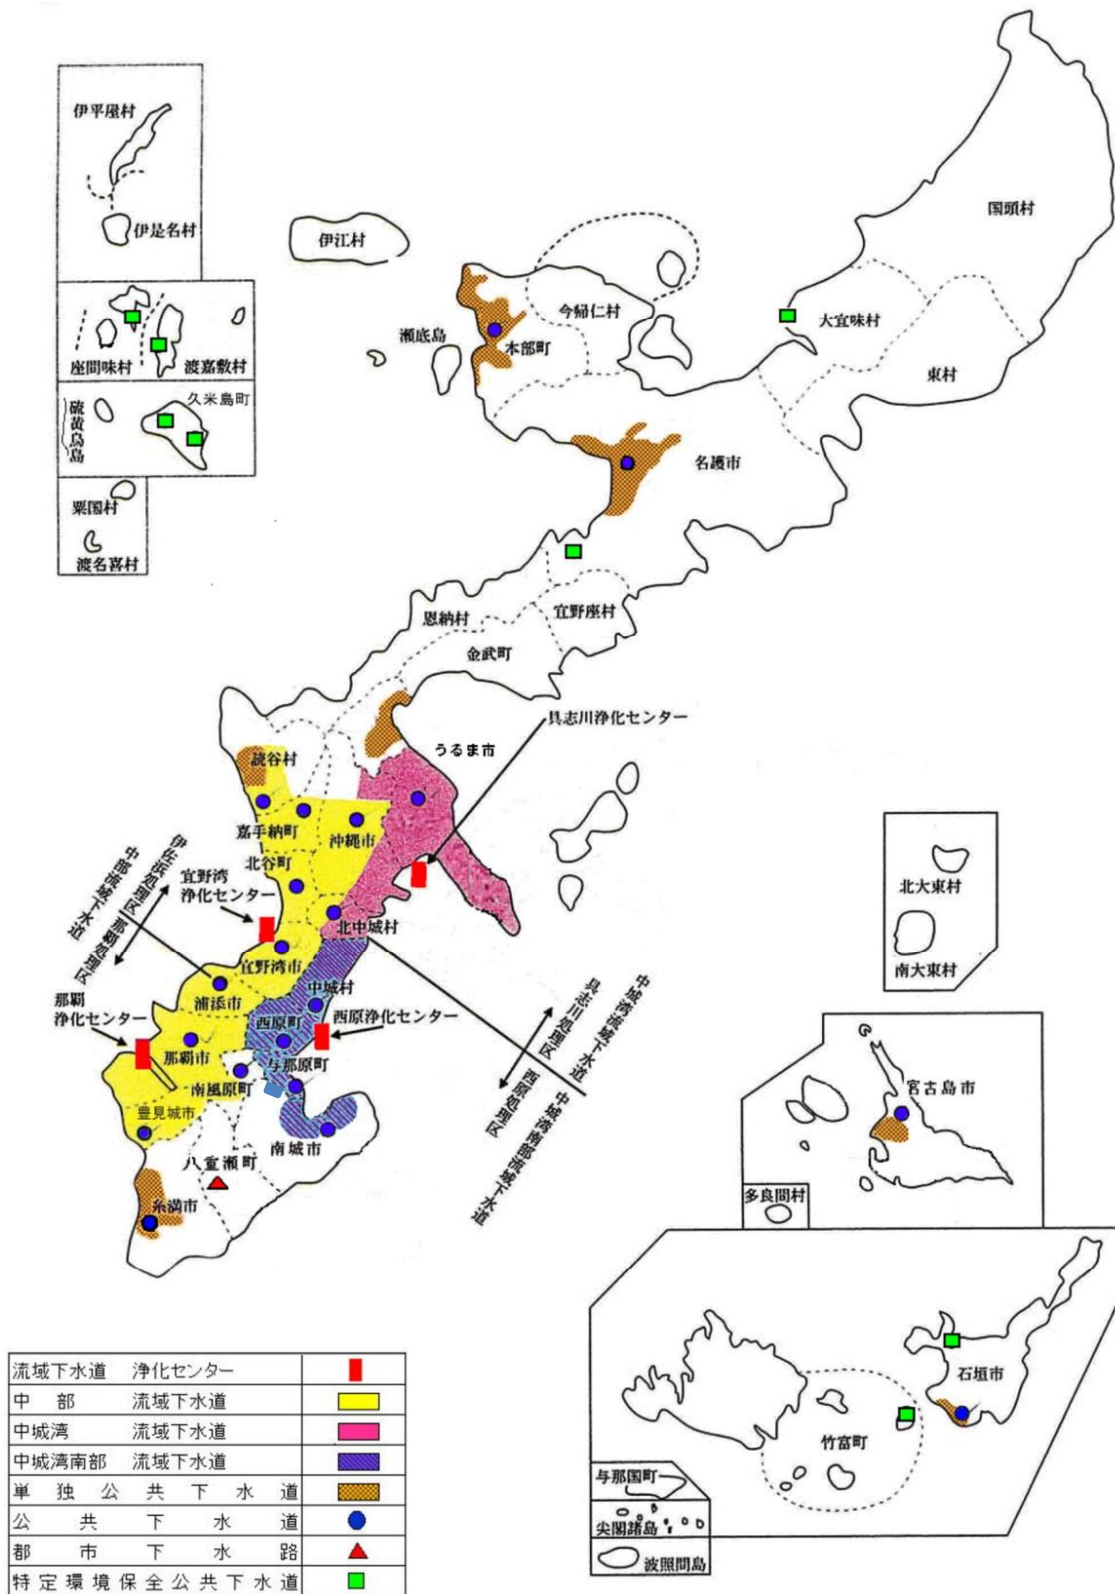 伊平屋村
伊是名村
座間味村
渡嘉敷村
久米島町
硫黄鳥島
粟国村
渡名喜村
伊江村
瀬底島
本部町
今帰仁村
国頭村
大宜味村
東村
名護市
恩納村
宜野座村
金武町
具志川浄化センター
うるま市
読谷村
嘉手納町
沖縄市
北谷町
宜野湾
浄化センター
北中城村
宜野湾市
中部流域下水道
伊佐浜処理区
那覇処理区
浦添市
中城村
那覇
浄化センター
西原町
西原浄化センター
那覇市
与那原町
南風原町
豊見城市
南城市
八重瀬町
糸満市
中城湾流域下水道
具志川処理区
西原処理区
中城湾南部流域下水道
北大東村
南大東村
宮古島市
多良間村
石垣市
竹富町
与那国町
尖閣諸島
波照間島
流域下水道 浄化センター
中部 流域下水道
中城湾 流域下水道
中城湾南部 流域下水道
単独公共下水道
公共下水道
都市下水路
特定環境保全公共下水道